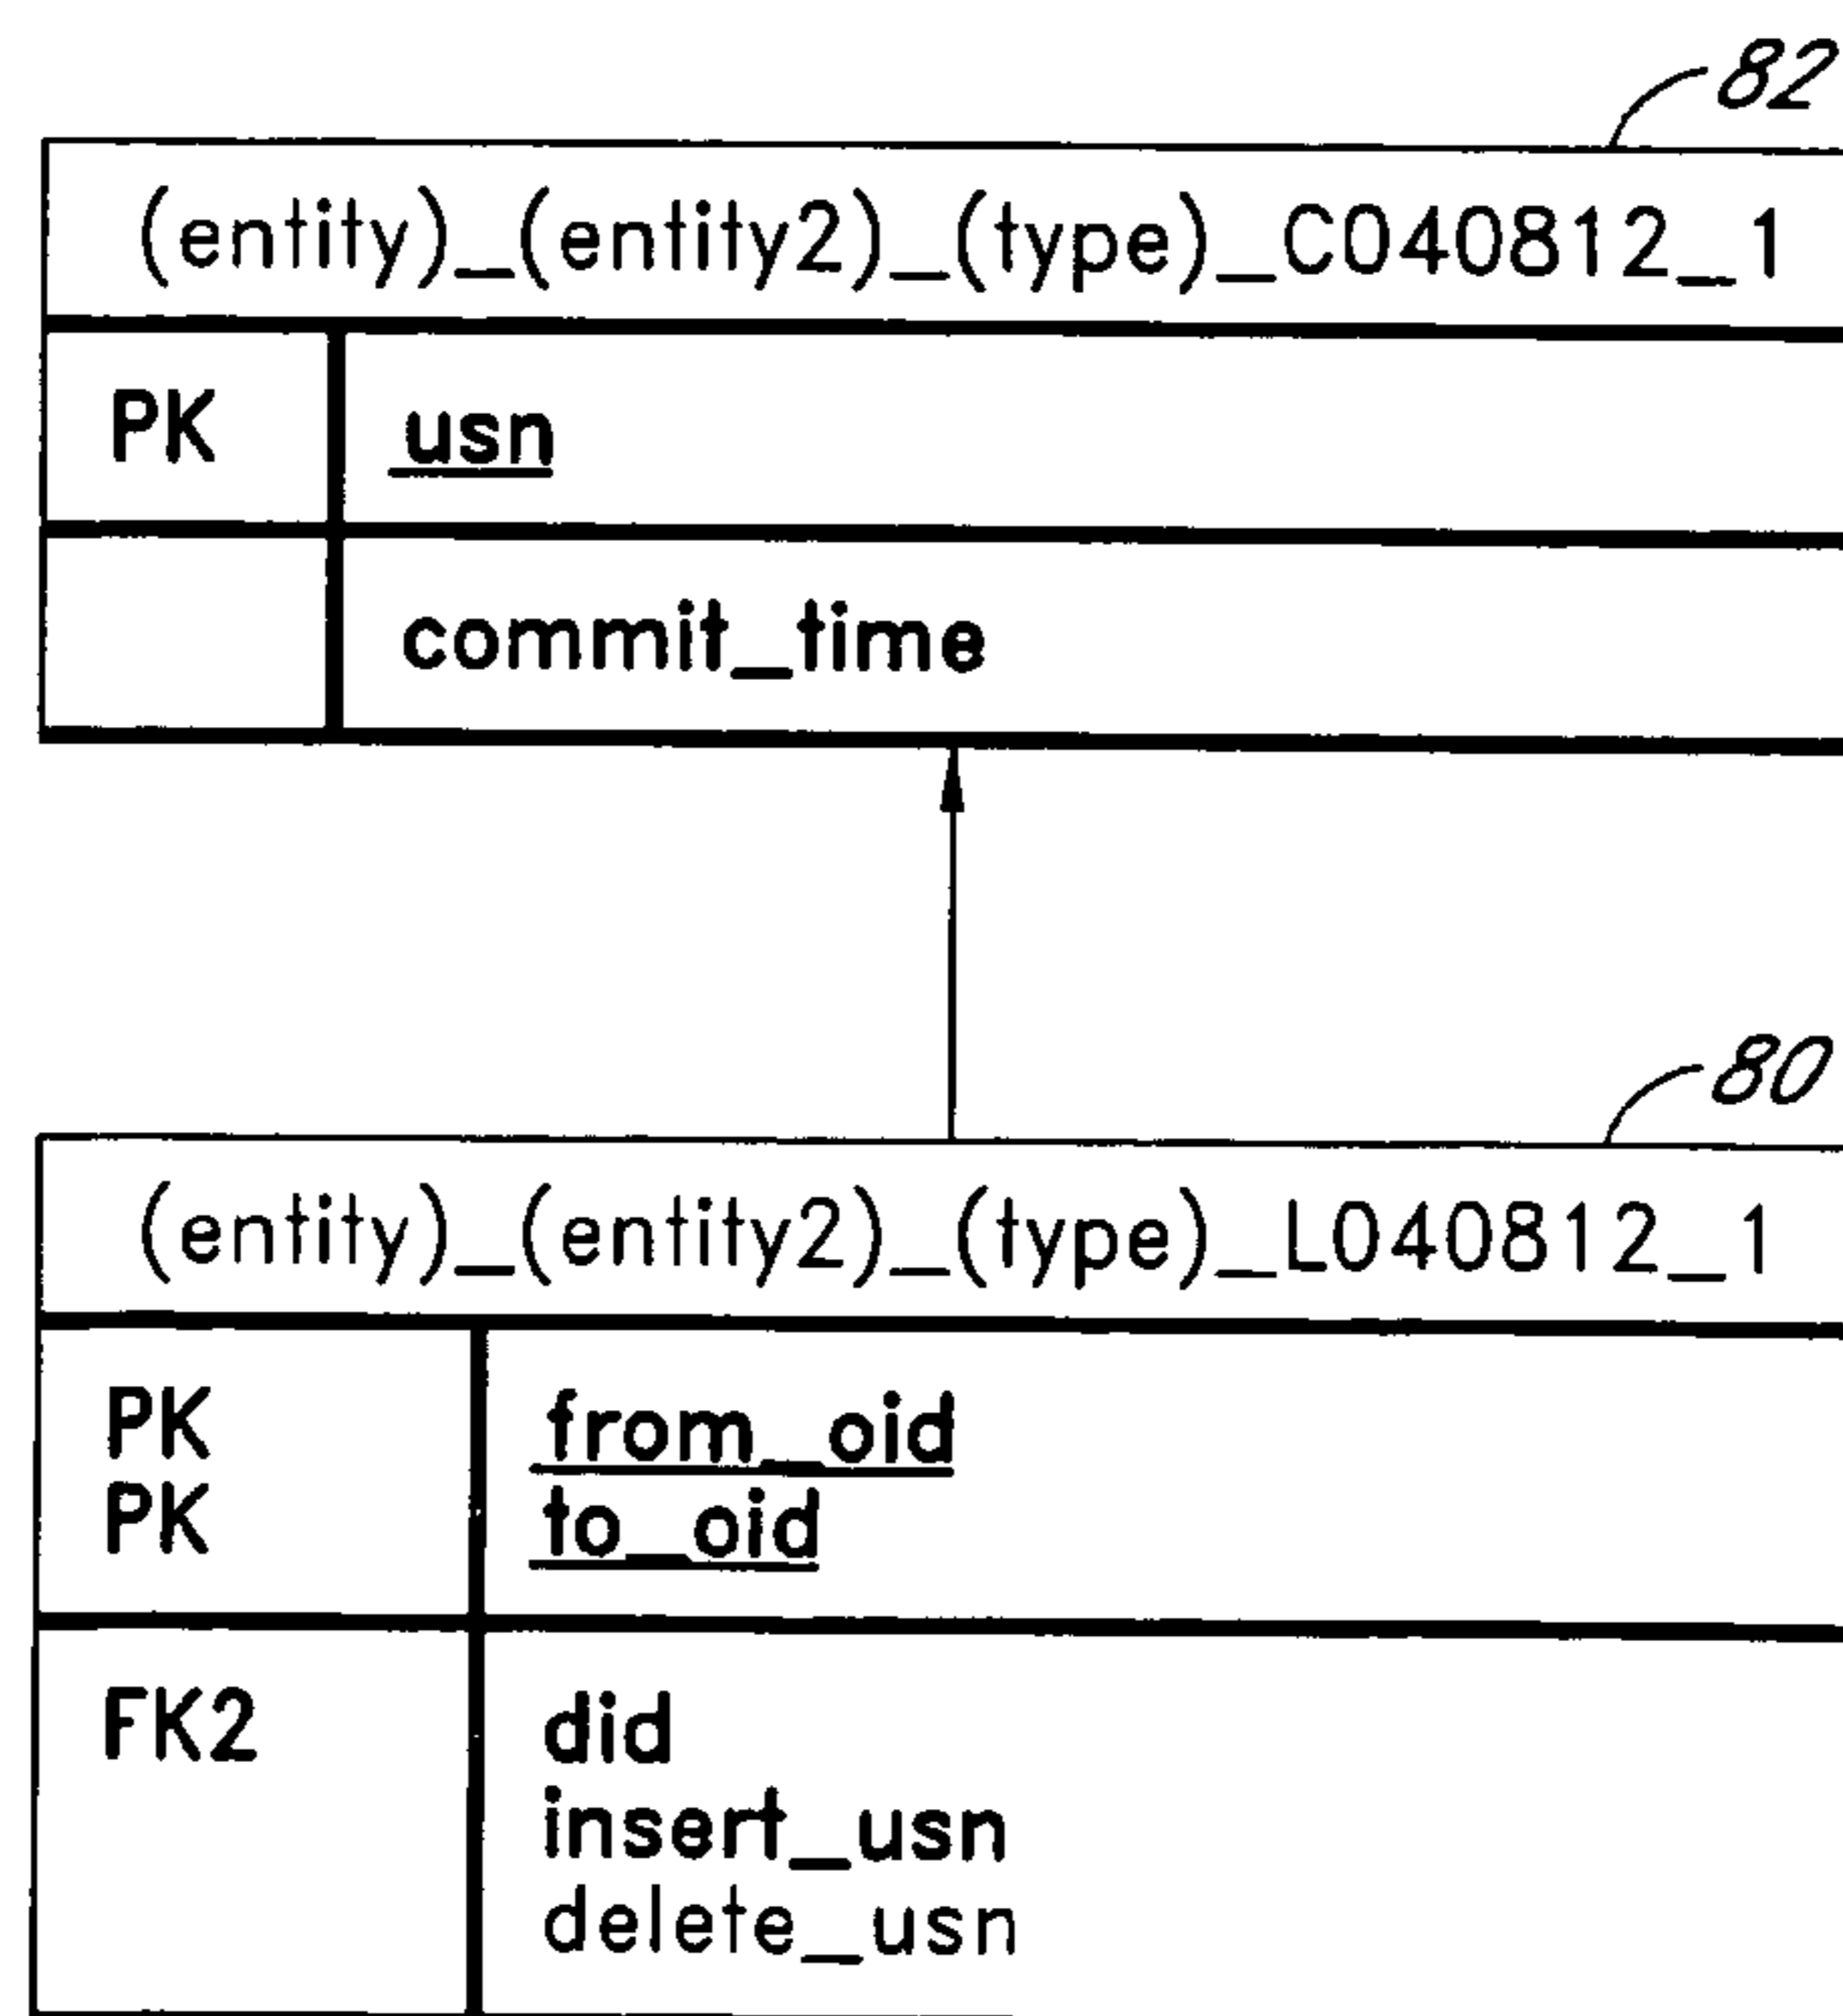 82
(entity)_(entity2)_(type)_C040812_1
PK usn
commit_time
80
(entity)_(entity2)_(type)_L040812_1
PK from_oid
PK to_oid
FK2 did
insert_usn
delete_usn